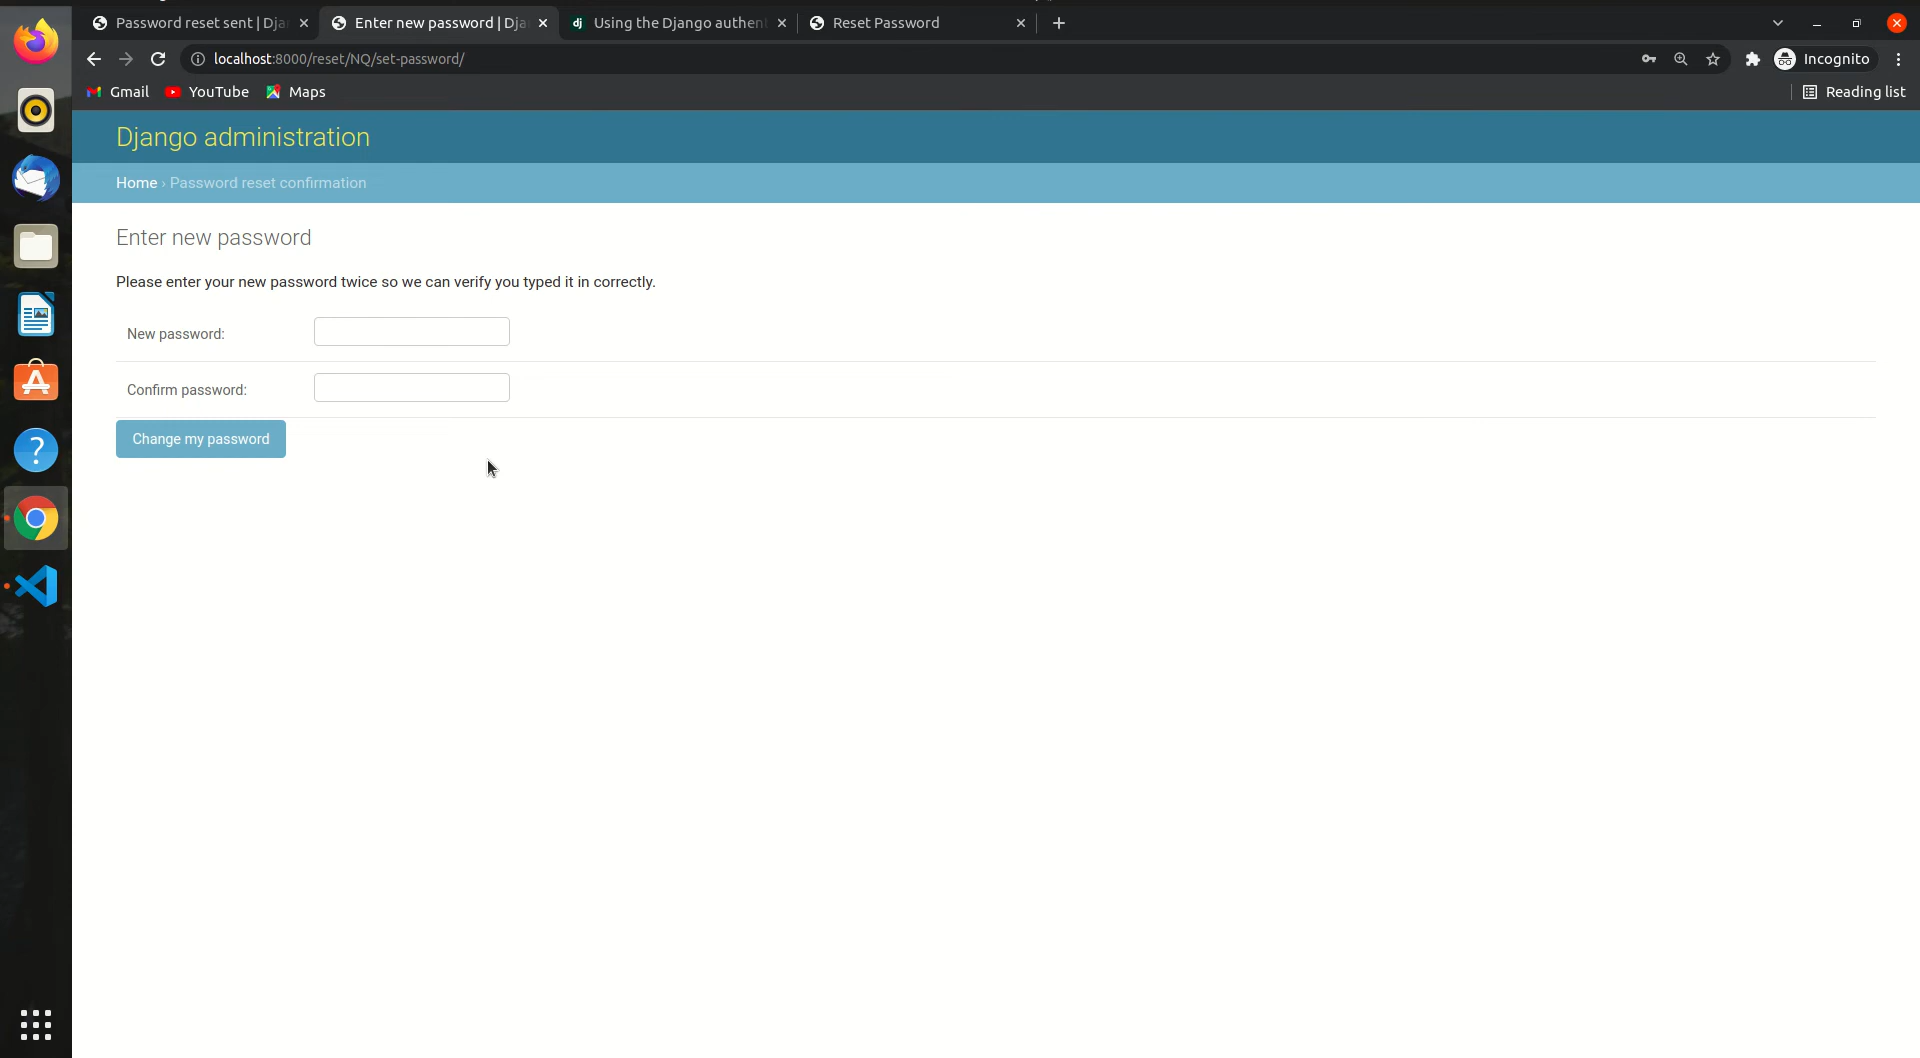 Password reset sent | Dja
Enter new password | Dja
dj
Using the Django authent
Reset Password
localhost:8000/reset/NQ/set-password/
Incognito
Gmail
YouTube
Maps
Reading list
Django administration
Home › Password reset confirmation
Enter new password
Please enter your new password twice so we can verify you typed it in correctly.
New password:
Confirm password:
Change my password